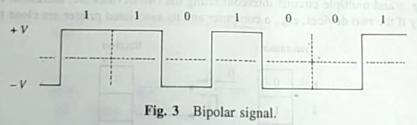 1 1 0 1 0 0 1
+ V
- V
Fig. 3 Bipolar signal.